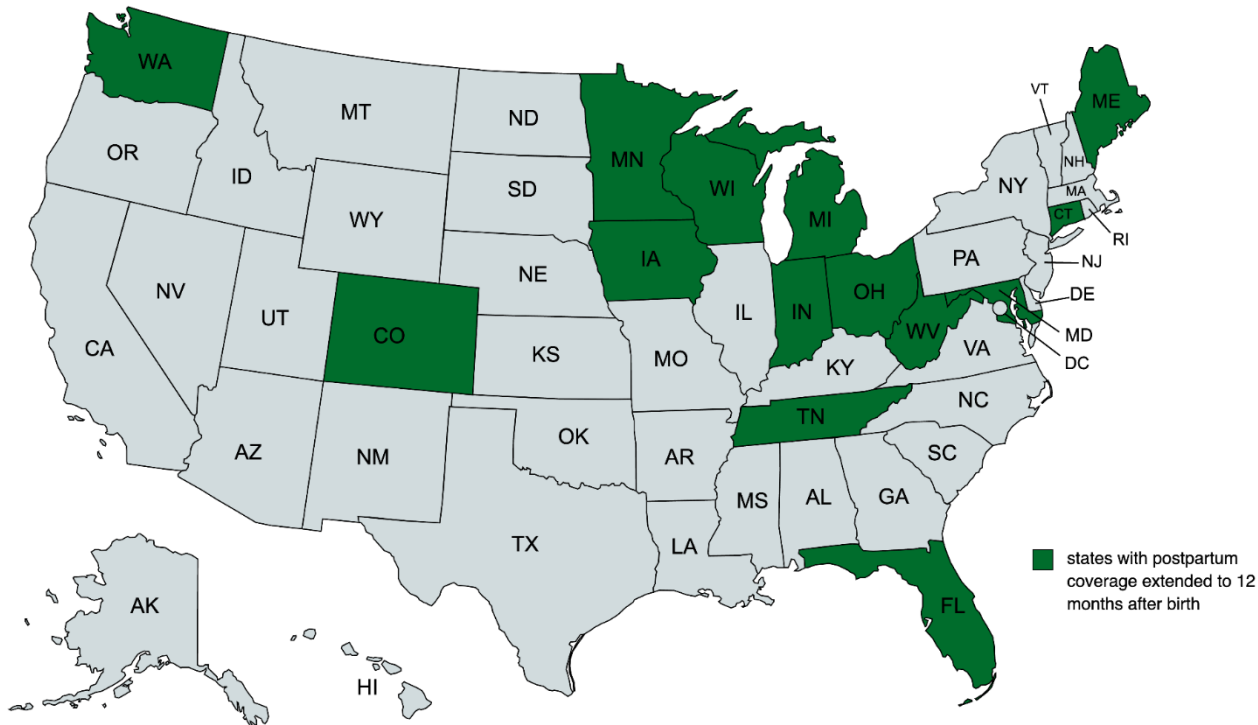 WA
MT
ND
MN
VT
ME
OR
ID
SD
WI
MI
NY
NH
MA
CT
RI
WY
IA
PA
NJ
NE
NV
UT
CO
IL
IN
OH
DE
MD
DC
CA
KS
MO
WV
VA
KY
NC
TN
AZ
NM
OK
AR
SC
MS
AL
GA
TX
LA
states with postpartum
coverage extended to 12
months after birth
FL
AK
HI